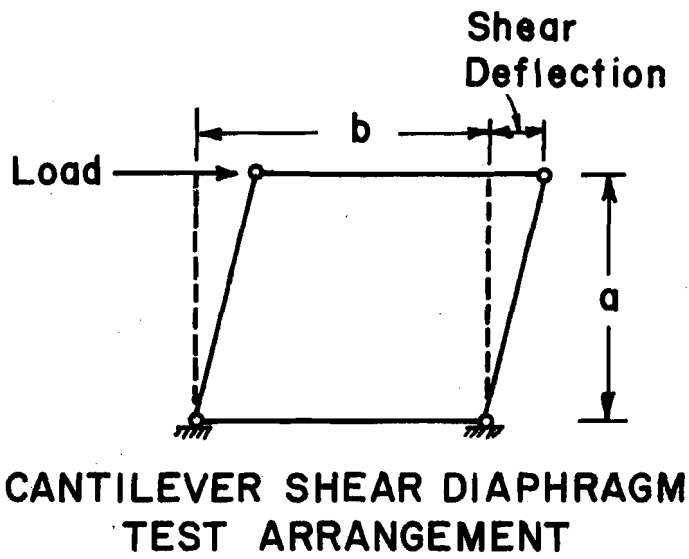 Shear
Deflection
b
Load
a
CANTILEVER SHEAR DIAPHRAGM
TEST ARRANGEMENT